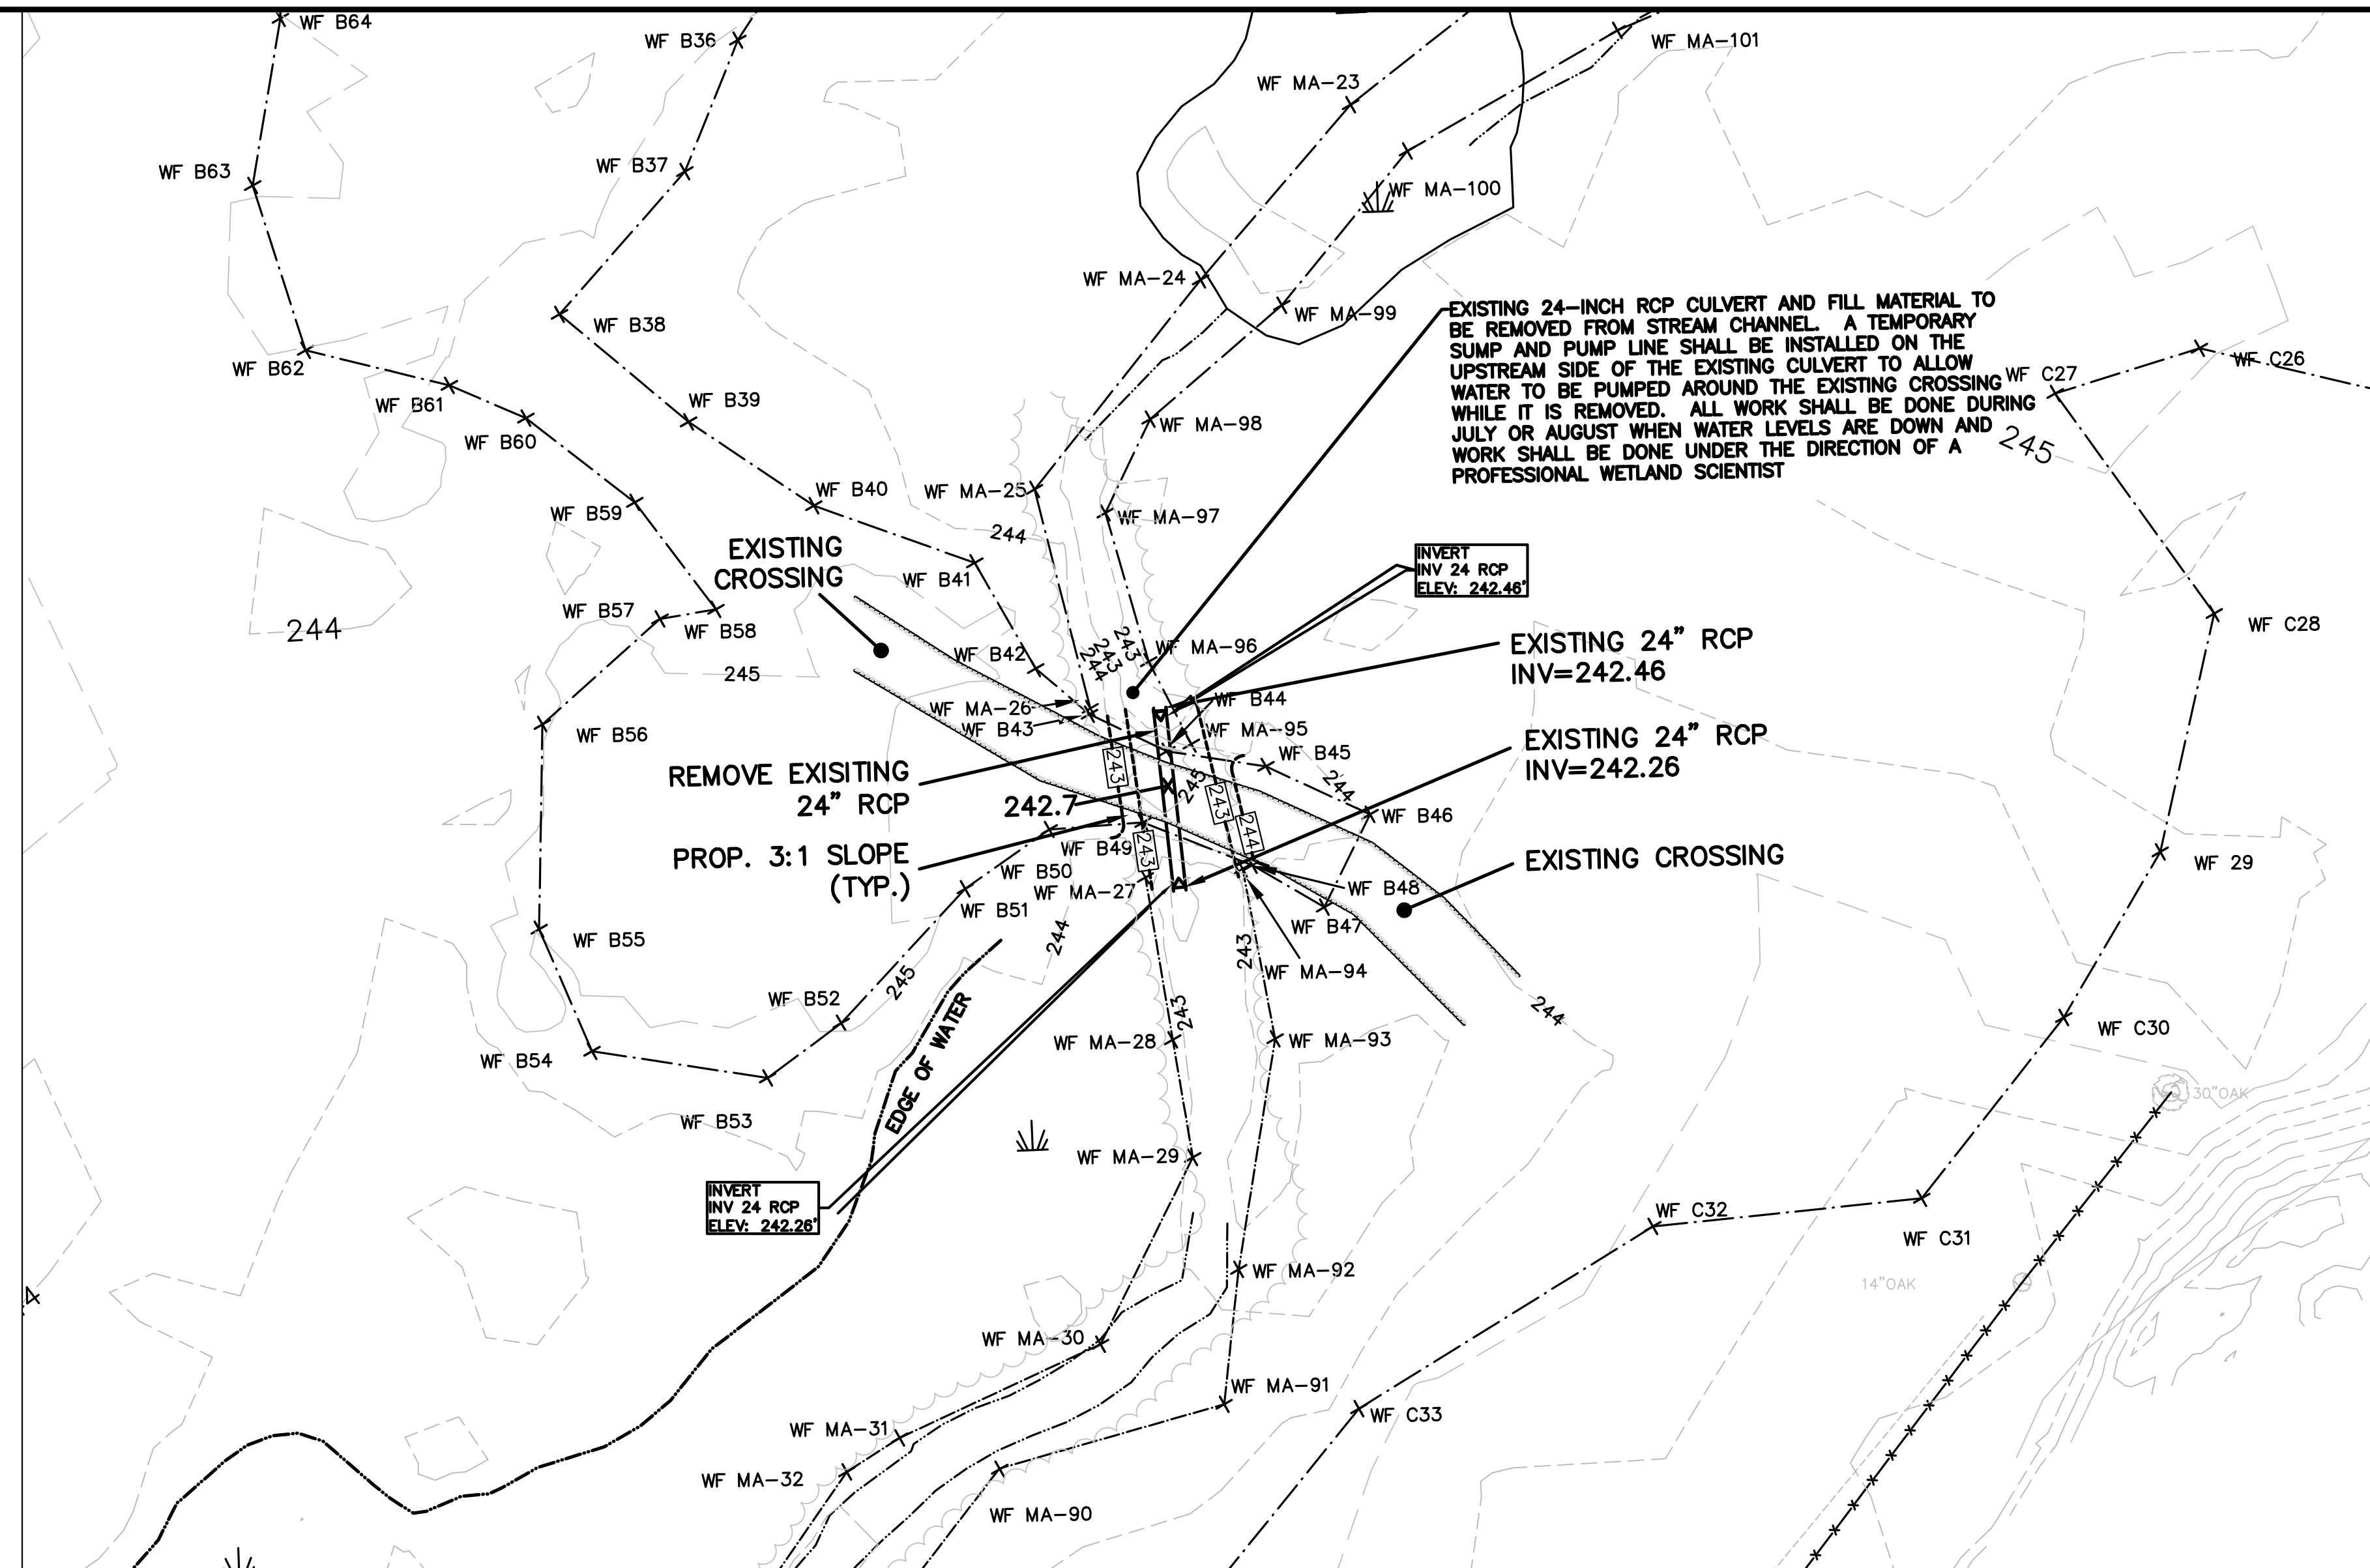 WF B64
WF B36
WF MA-101
WF MA-23
WF B63
WF B37
WF MA-100
WF MA-24
WF MA-99
WF B38
WF B62
WF B61
WF B39
WF B60
WF MA-98
EXISTING 24-INCH RCP CULVERT AND FILL MATERIAL TO
BE REMOVED FROM STREAM CHANNEL. A TEMPORARY
SUMP AND PUMP LINE SHALL BE INSTALLED ON THE
UPSTREAM SIDE OF THE EXISTING CULVERT TO ALLOW
WATER TO BE PUMPED AROUND THE EXISTING CROSSING
WHILE IT IS REMOVED. ALL WORK SHALL BE DONE DURING
JULY OR AUGUST WHEN WATER LEVELS ARE DOWN AND
WORK SHALL BE DONE UNDER THE DIRECTION OF A
PROFESSIONAL WETLAND SCIENTIST
WF C27
WF C26
245
WF B59
WF B40
WF MA-25
WF MA-97
244
EXISTING
CROSSING
WF B41
INVERT
INV 24 RCP
ELEV: 242.46'
WF B57
WF B58
244
245
WF B42
244
243
243
WF MA-96
EXISTING 24" RCP
INV=242.46
WF C28
WF MA-26
WF B43
WF B44
WF MA-95
WF B45
WF B56
EXISTING 24" RCP
INV=242.26
REMOVE EXISITING
24" RCP
242.7
243
245
243
244
244
WF B46
PROP. 3:1 SLOPE
(TYP.)
WF B49
243
WF B50
WF MA-27
WF B51
WF B48
WF B47
EXISTING CROSSING
WF 29
WF B55
244
243
WF MA-94
245
WF B52
243
244
EDGE OF WATER
WF MA-28
WF MA-93
WF C30
WF B54
WF B53
30"OAK
WF MA-29
INVERT
INV 24 RCP
ELEV: 242.26'
WF C32
WF C31
WF MA-92
14"OAK
4
WF MA-30
WF MA-91
WF C33
WF MA-31
WF MA-32
WF MA-90